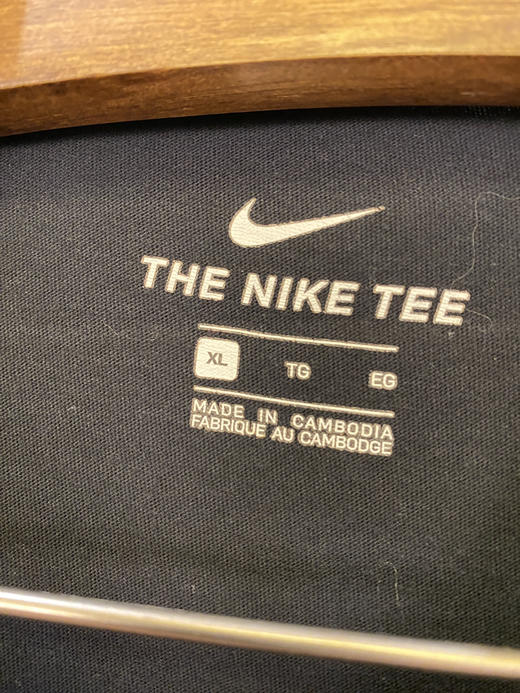 THE NIKE TEE
XL TG EG
MADE IN CAMBODIA
FABRIQUE AU CAMBODGE